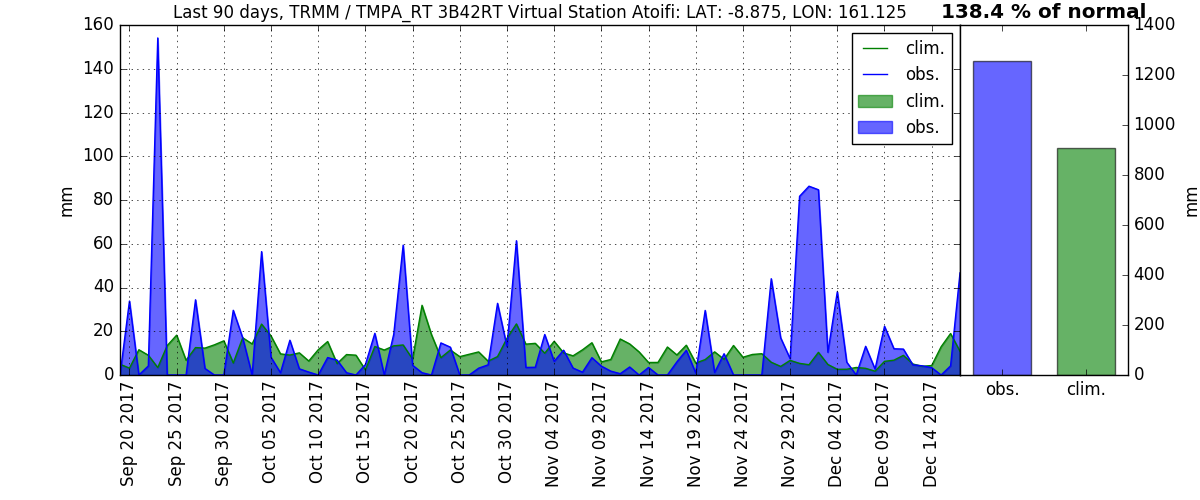 Last 90 days, TRMM / TMPA_RT 3B42RT Virtual Station Atoifi: LAT: -8.875, LON: 161.125
138.4 % of normal
160
140
120
100
80
60
40
20
0
mm
clim.
obs.
clim.
obs.
1400
1200
1000
800
600
400
200
0
mm
Sep 20 2017
Sep 25 2017
Sep 30 2017
Oct 05 2017
Oct 10 2017
Oct 15 2017
Oct 20 2017
Oct 25 2017
Oct 30 2017
Nov 04 2017
Nov 09 2017
Nov 14 2017
Nov 19 2017
Nov 24 2017
Nov 29 2017
Dec 04 2017
Dec 09 2017
Dec 14 2017
obs.
clim.